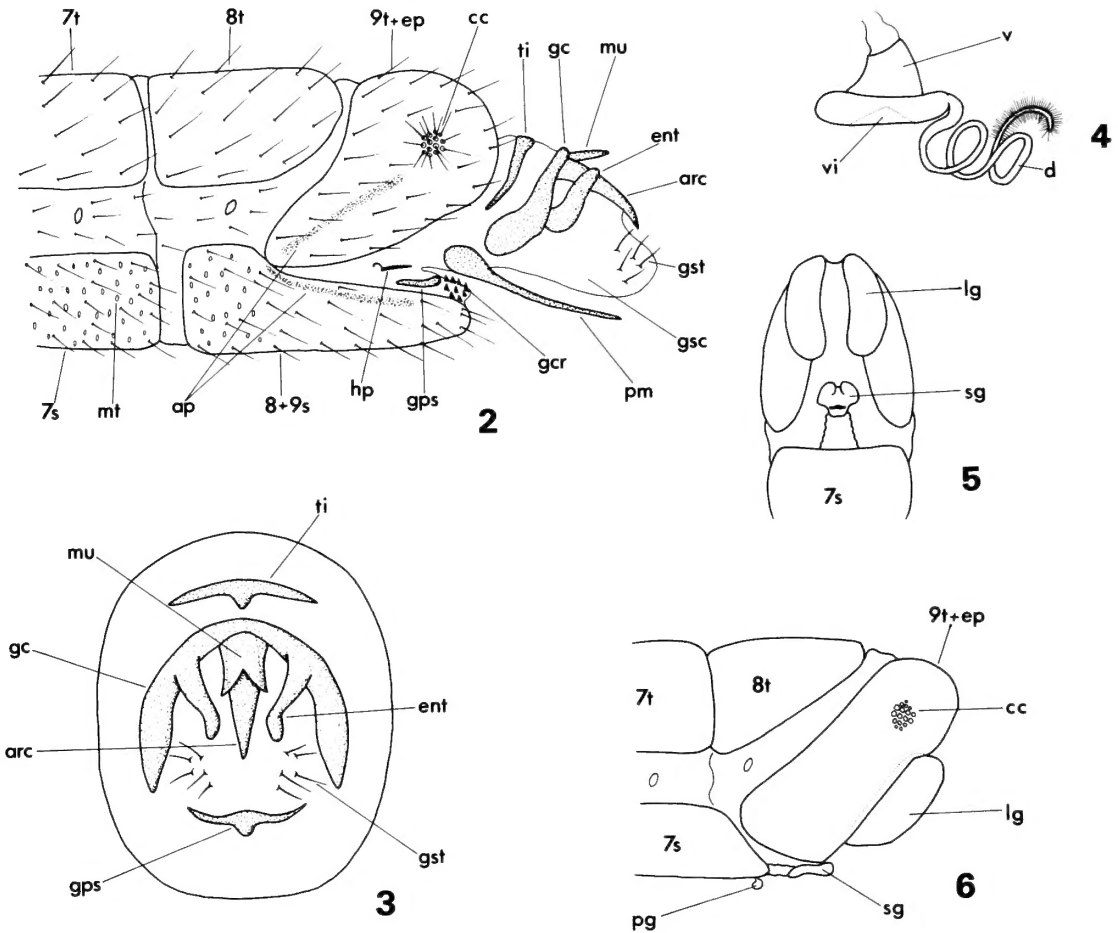 7t 8t 9t+ep cc ti gc mu ent arc gst gsc pm gcr gps hp 8+9s ap mt 7s
2
v vi d
4
lg sg 7s
5
ti mu gc ent arc gst gps
3
9t+ep 7t 8t cc lg 7s sg pg
6